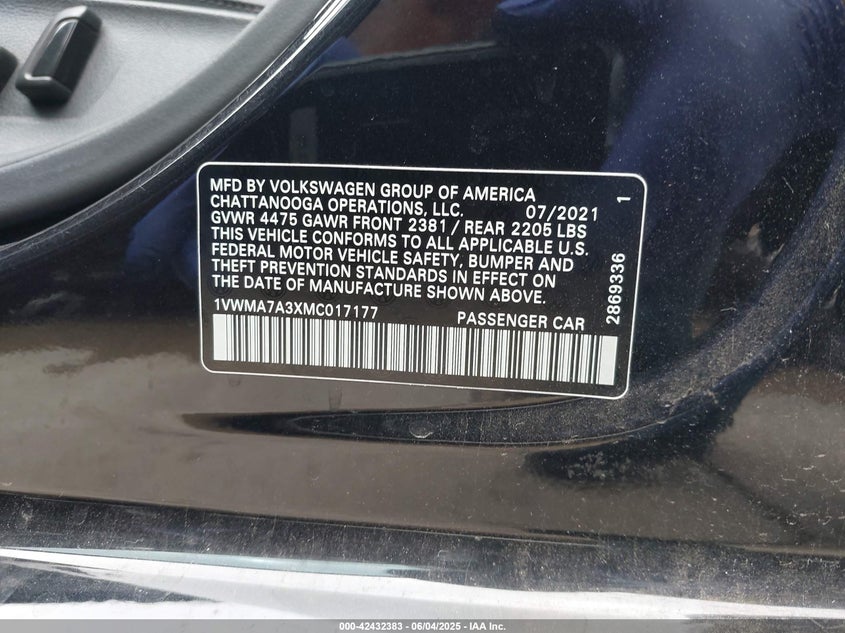 MFD BY VOLKSWAGEN GROUP OF AMERICA
CHATTANOOGA OPERATIONS, LLC. 07/2021 1
GVWR 4475 GAWR FRONT 2381 / REAR 2205 LBS
THIS VEHICLE CONFORMS TO ALL APPLICABLE U.S.
FEDERAL MOTOR VEHICLE SAFETY, BUMPER AND
THEFT PREVENTION STANDARDS IN EFFECT ON
THE DATE OF MANUFACTURE SHOWN ABOVE.
1VWMA7A3XMC017177 PASSENGER CAR
2869336
000-42432383 - 06/04/2025 - IAA Inc.